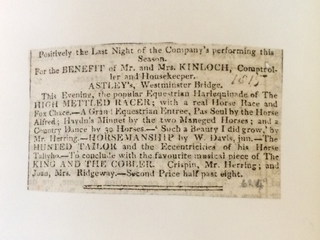 Positively the Last Night of the Company's performing this
Season.
For the BENEFIT of Mr. and Mrs. KINLOCH, Comptrol-
ler and Housekeeper.
ASTLEY's, Westminster Bridge.
This Evening, the popular Equestrian Harlequinade of The
HIGH METTLED RACER; with a real Horse Race and
Fox Chace.—A Grand Equestrian Entree, Pas Seul by the Horse
Alfred; Haydn's Minuet by the two Maneged Horses; and a
Country Dance by 20 Horses.—' Such a Beauty I did grow,' by
Mr. Herring.—HORSEMANSHIP by W. Davis, jun.—The
HUNTED TAILOR and the Eccentricities of his Horse
Tallyho.—To conclude with the favourite musical piece of The
KING AND THE COBLER. Crispin, Mr. Herring; and
Joan, Mrs. Ridgeway.—Second Price half past eight.